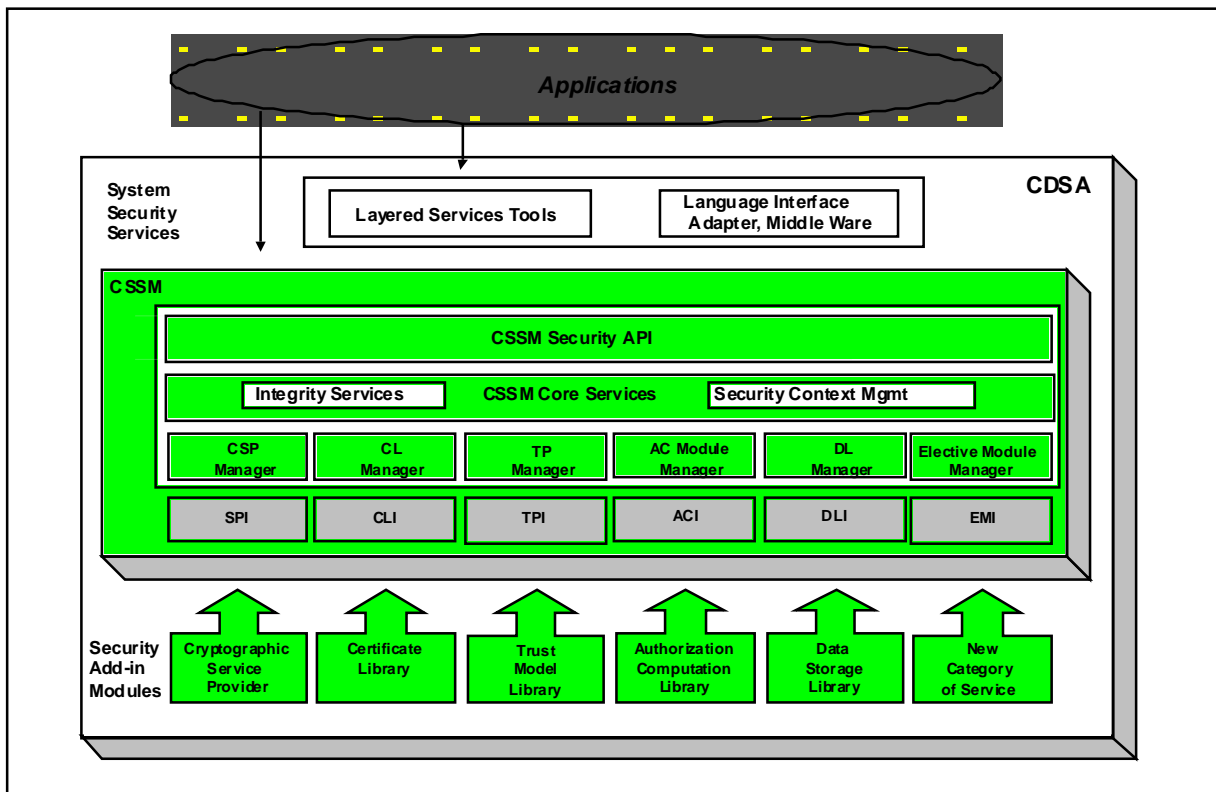 Applications
CDSA
System
Security
Services
Layered Services Tools
Language Interface
Adapter, Middle Ware
CSSM
CSSM Security API
Integrity Services
CSSM Core Services
Security Context Mgmt
CSP
Manager
CL
Manager
TP
Manager
AC Module
Manager
DL
Manager
Elective Module
Manager
SPI
CLI
TPI
ACI
DLI
EMI
Security
Add-in
Modules
Cryptographic
Service
Provider
Certificate
Library
Trust
Model
Library
Authorization
Computation
Library
Data
Storage
Library
New
Category
of Service